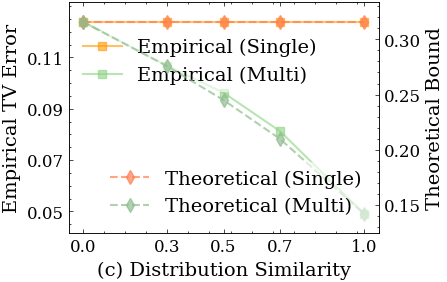 Empirical TV Error
0.11
0.09
0.07
0.05
Empirical (Single)
Empirical (Multi)
Theoretical (Single)
Theoretical (Multi)
0.30
0.25
0.20
0.15
Theoretical Bound
0.0 0.3 0.5 0.7 1.0
(c) Distribution Similarity